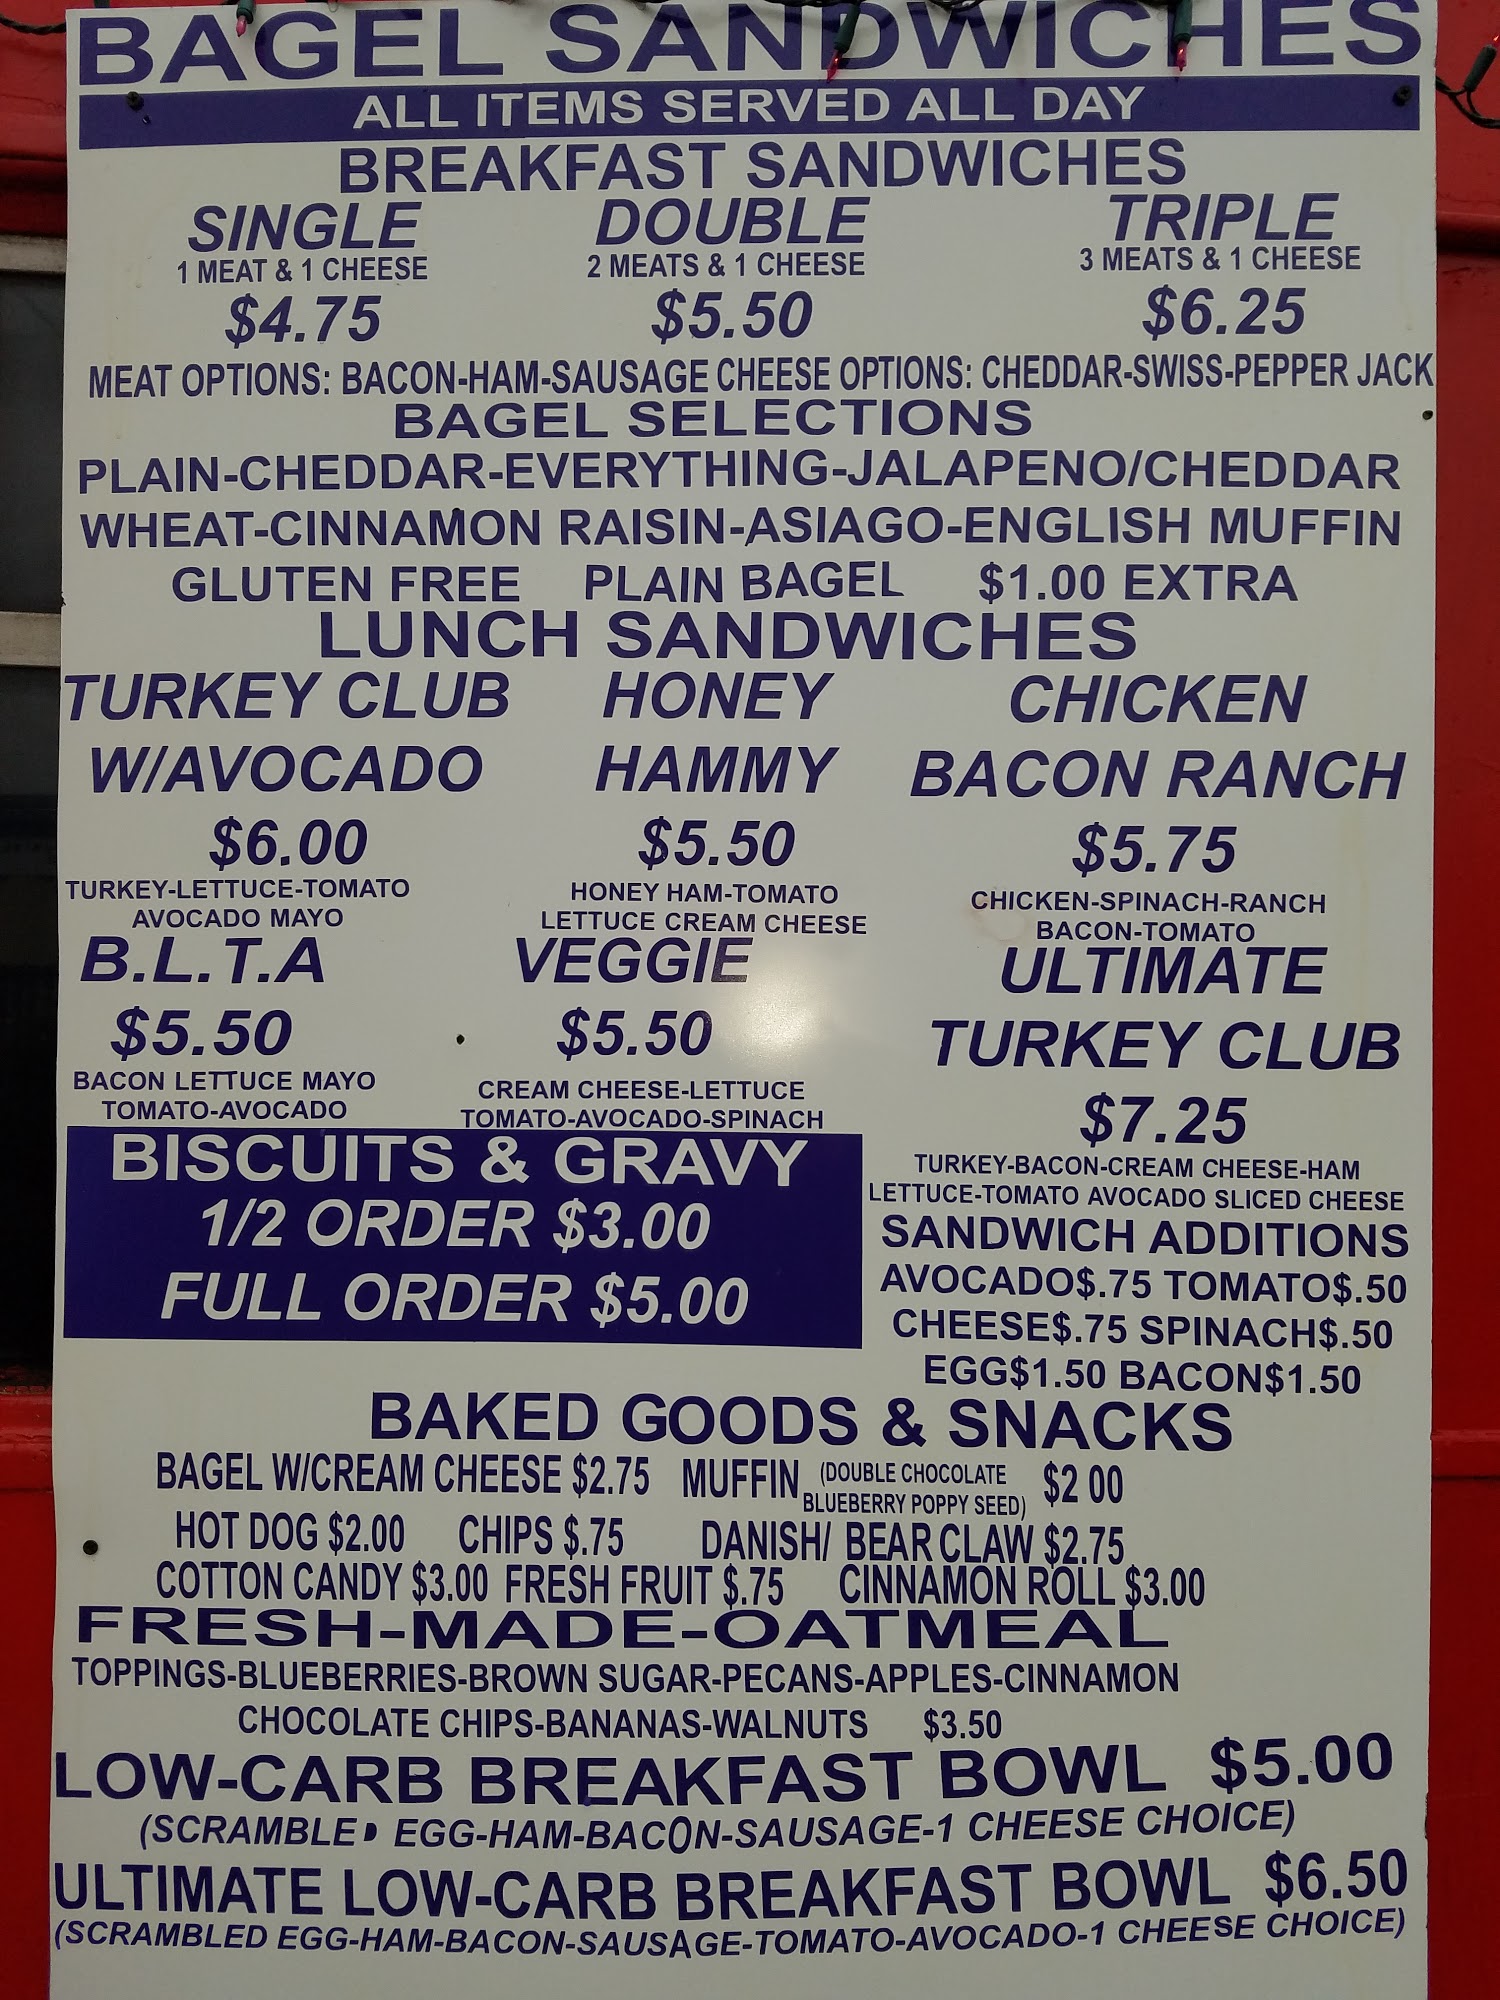 BAGEL SANDWICHES
ALL ITEMS SERVED ALL DAY
BREAKFAST SANDWICHES
SINGLE DOUBLE TRIPLE
1 MEAT & 1 CHEESE 2 MEATS & 1 CHEESE 3 MEATS & 1 CHEESE
$4.75 $5.50 $6.25
MEAT OPTIONS: BACON-HAM-SAUSAGE CHEESE OPTIONS: CHEDDAR-SWISS-PEPPER JACK
BAGEL SELECTIONS
PLAIN-CHEDDAR-EVERYTHING-JALAPENO/CHEDDAR
WHEAT-CINNAMON RAISIN-ASIAGO-ENGLISH MUFFIN
GLUTEN FREE PLAIN BAGEL $1.00 EXTRA
LUNCH SANDWICHES
TURKEY CLUB
W/AVOCADO
$6.00
TURKEY-LETTUCE-TOMATO
AVOCADO MAYO
HONEY
HAMMY
$5.50
HONEY HAM-TOMATO
LETTUCE CREAM CHEESE
CHICKEN
BACON RANCH
$5.75
CHICKEN-SPINACH-RANCH
BACON-TOMATO
B.L.T.A
$5.50
BACON LETTUCE MAYO
TOMATO-AVOCADO
VEGGIE
$5.50
CREAM CHEESE-LETTUCE
TOMATO-AVOCADO-SPINACH
ULTIMATE
TURKEY CLUB
$7.25
TURKEY-BACON-CREAM CHEESE-HAM
LETTUCE-TOMATO AVOCADO SLICED CHEESE
BISCUITS & GRAVY
1/2 ORDER $3.00
FULL ORDER $5.00
SANDWICH ADDITIONS
AVOCADO$.75 TOMATO$.50
CHEESE$.75 SPINACH$.50
EGG$1.50 BACON$1.50
BAKED GOODS & SNACKS
BAGEL W/CREAM CHEESE $2.75 MUFFIN (DOUBLE CHOCOLATE
BLUEBERRY POPPY SEED) $2 00
HOT DOG $2.00 CHIPS $.75 DANISH/ BEAR CLAW $2.75
COTTON CANDY $3.00 FRESH FRUIT $.75 CINNAMON ROLL $3.00
FRESH-MADE-OATMEAL
TOPPINGS-BLUEBERRIES-BROWN SUGAR-PECANS-APPLES-CINNAMON
CHOCOLATE CHIPS-BANANAS-WALNUTS $3.50
LOW-CARB BREAKFAST BOWL $5.00
(SCRAMBLED EGG-HAM-BACON-SAUSAGE-1 CHEESE CHOICE)
ULTIMATE LOW-CARB BREAKFAST BOWL $6.50
(SCRAMBLED EGG-HAM-BACON-SAUSAGE-TOMATO-AVOCADO-1 CHEESE CHOICE)